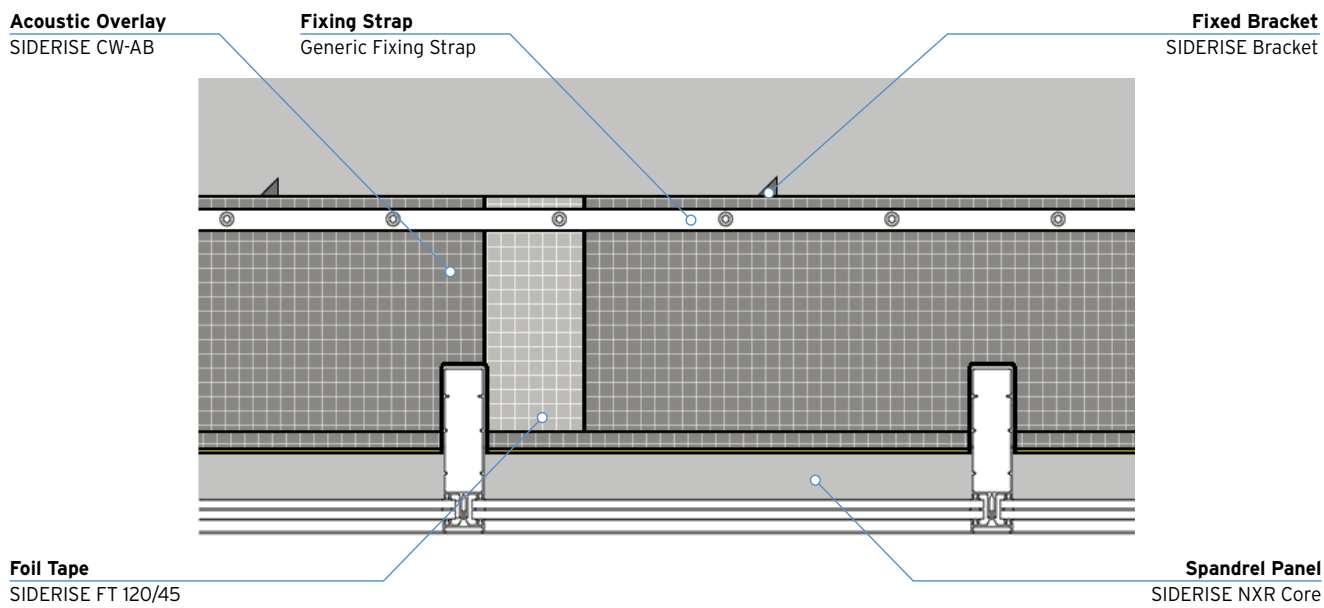 Acoustic Overlay
SIDERISE CW-AB
Fixing Strap
Generic Fixing Strap
Fixed Bracket
SIDERISE Bracket
Foil Tape
SIDERISE FT 120/45
Spandrel Panel
SIDERISE NXR Core